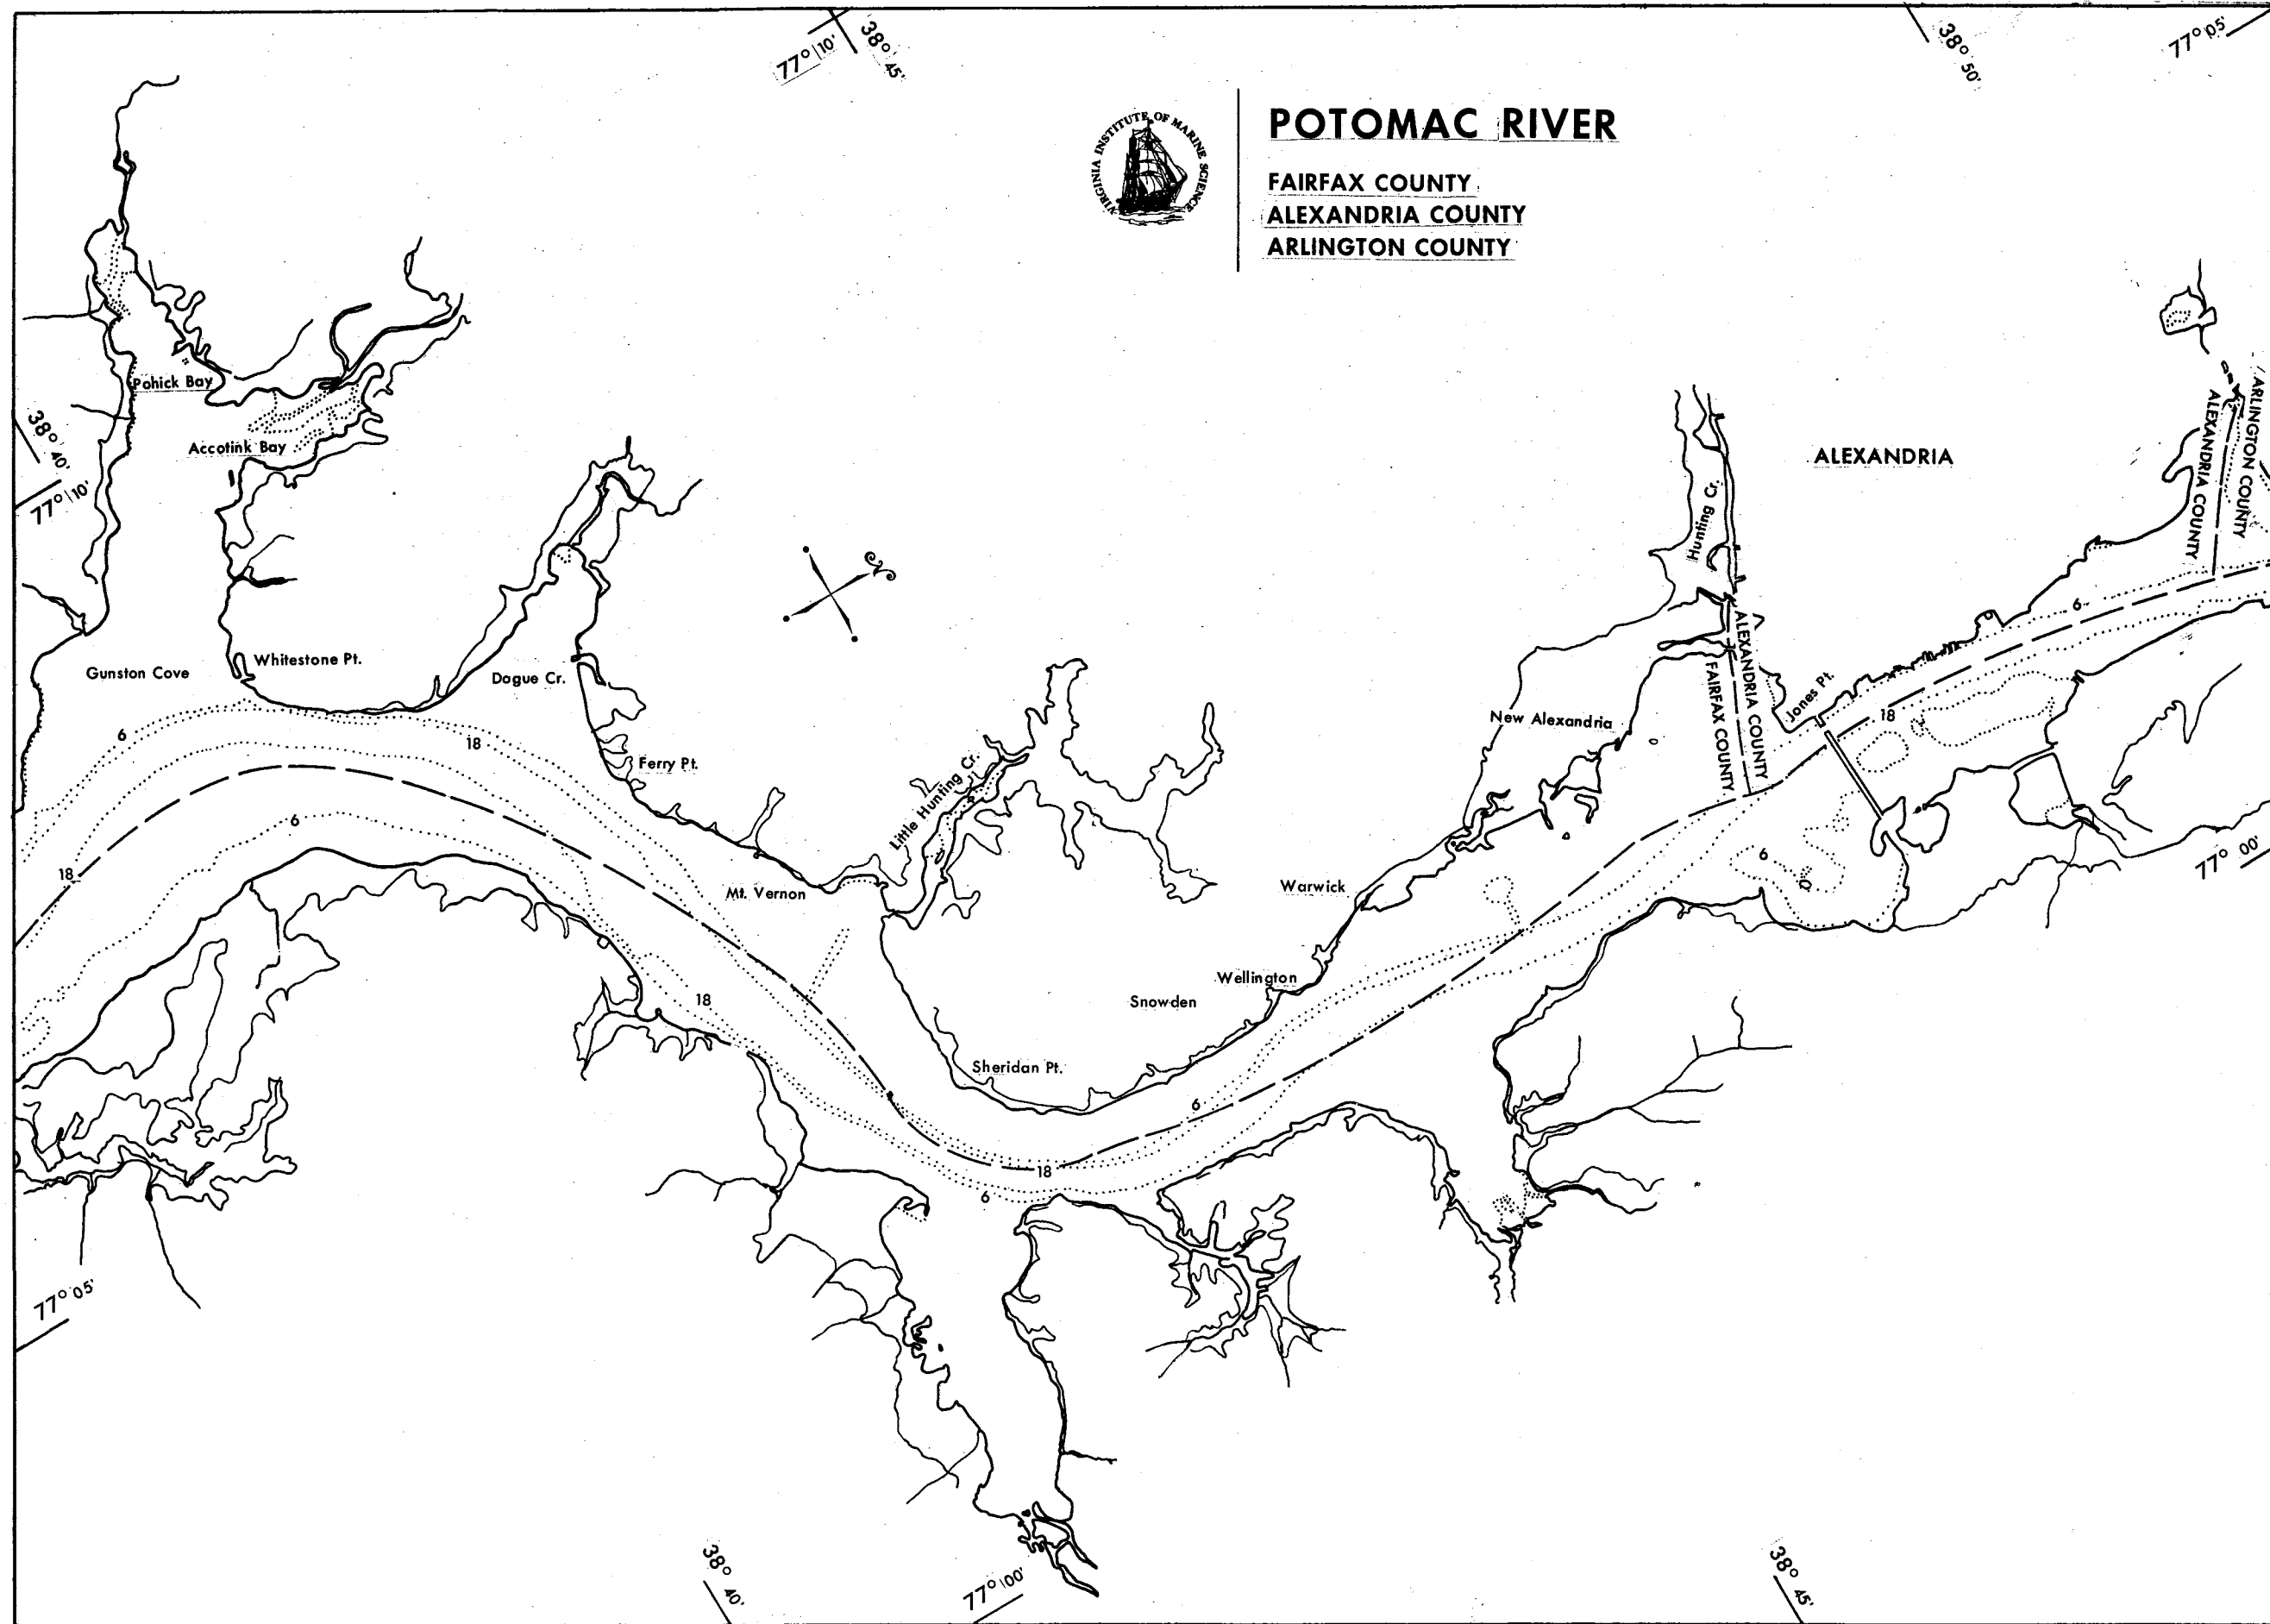 77° 10'
38° 45'
38° 50'
77° 05'
VIRGINIA INSTITUTE OF MARINE SCIENCE
POTOMAC RIVER
FAIRFAX COUNTY
ALEXANDRIA COUNTY
ARLINGTON COUNTY
Pohick Bay
Accotink Bay
38° 40'
77° 10'
ALEXANDRIA
ALEXANDRIA COUNTY
ARLINGTON COUNTY
Hunting Cr.
N
Gunston Cove
Whitestone Pt.
Dogue Cr.
6
ALEXANDRIA COUNTY
FAIRFAX COUNTY
Jones Pt.
New Alexandria
18
6
18
Ferry Pt.
Little Hunting Cr.
6
18
6
77° 00'
Mt. Vernon
Warwick
Wellington
Snowden
18
Sheridan Pt.
6
18
6
77° 05'
38° 40'
77° 00'
38° 45'